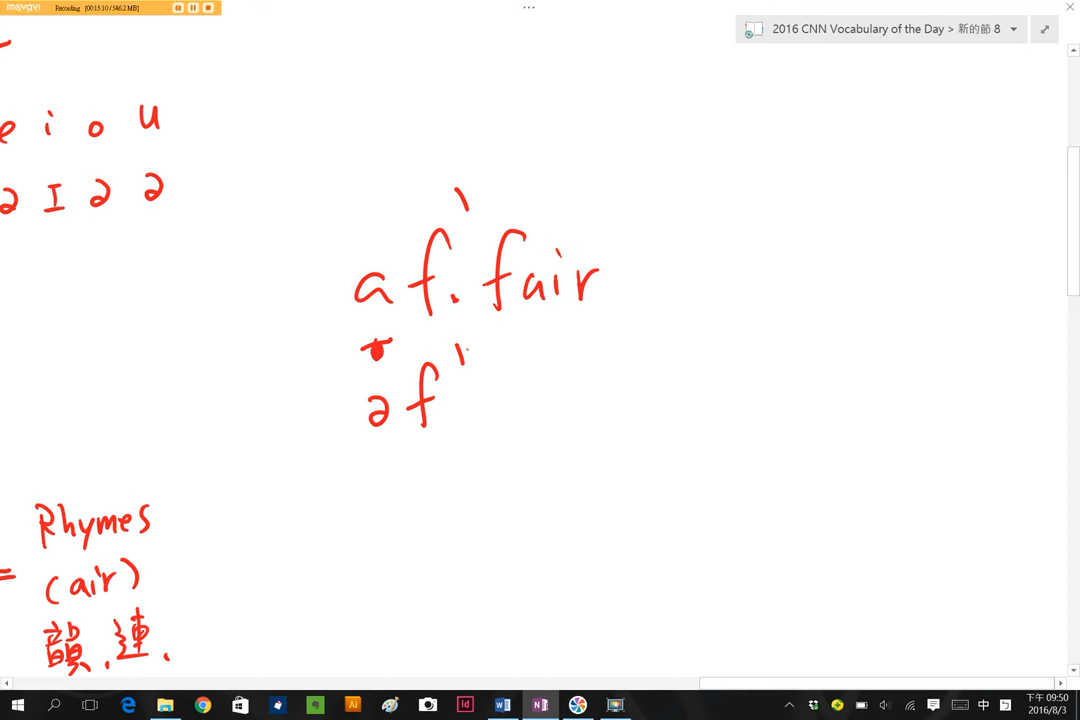 movavi Recording [00:15:10 / 546.2 MB]
2016 CNN Vocabulary of the Day > 新的節 8
e i o u
ə I ə ə
ˋ
af.fair
əfˋ
Rhymes
= (air)
韻.連.
中
下午 09:50
2016/8/3